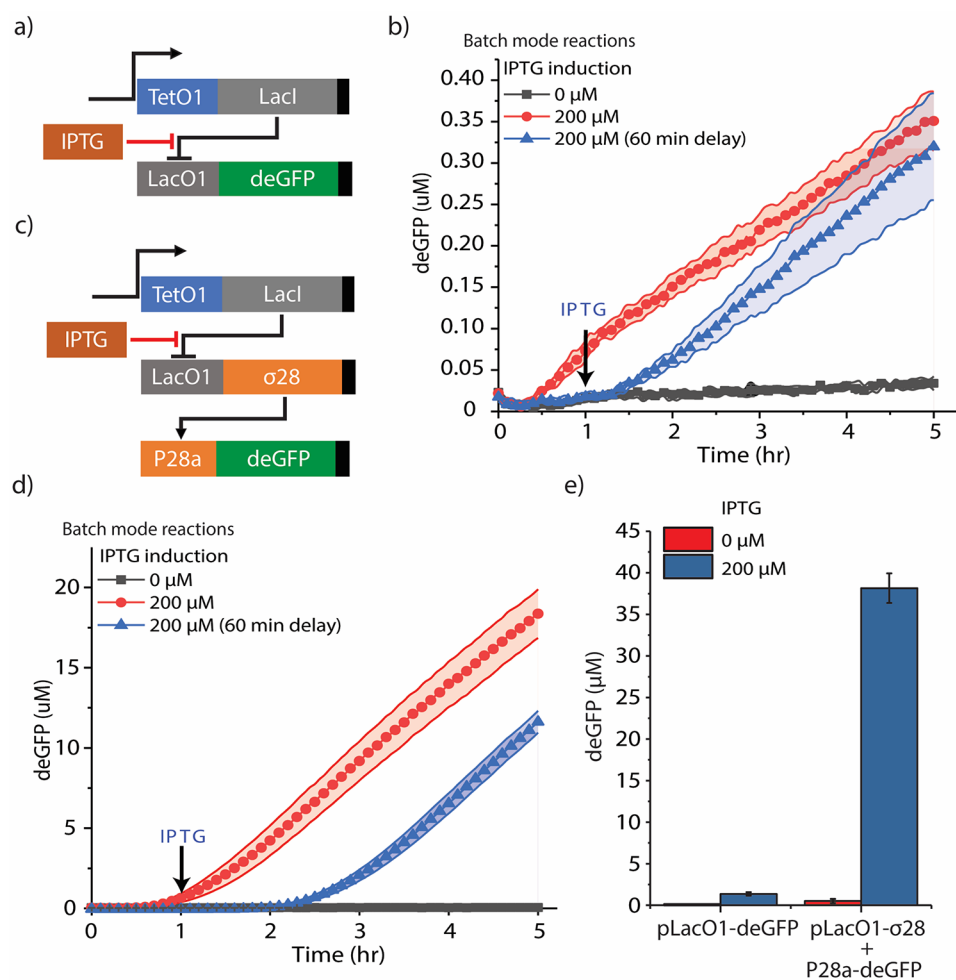 a)
TetO1 LacI
IPTG
LacO1 deGFP
b)
Batch mode reactions
IPTG induction
0 µM
200 µM
200 µM (60 min delay)
deGFP (uM)
0.40
0.35
0.30
0.25
0.20
0.15
0.10
0.05
0
IPTG
0 1 2 3 4 5
Time (hr)
c)
TetO1 LacI
IPTG
LacO1 σ28
P28a deGFP
d)
Batch mode reactions
IPTG induction
0 µM
200 µM
200 µM (60 min delay)
deGFP (uM)
20
15
10
5
0
IPTG
0 1 2 3 4 5
Time (hr)
e)
IPTG
0 µM
200 µM
deGFP (µM)
45
40
35
30
25
20
15
10
5
0
pLacO1-deGFP
pLacO1-σ28
+
P28a-deGFP